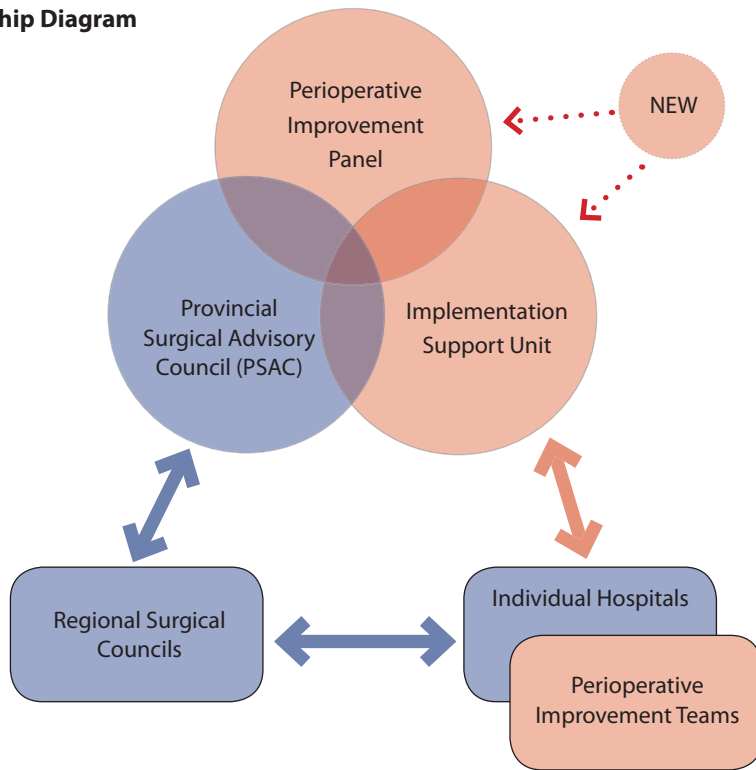 hip Diagram
Perioperative
Improvement
Panel
NEW
Provincial
Surgical Advisory
Council (PSAC)
Implementation
Support Unit
Regional Surgical
Councils
Individual Hospitals
Perioperative
Improvement Teams